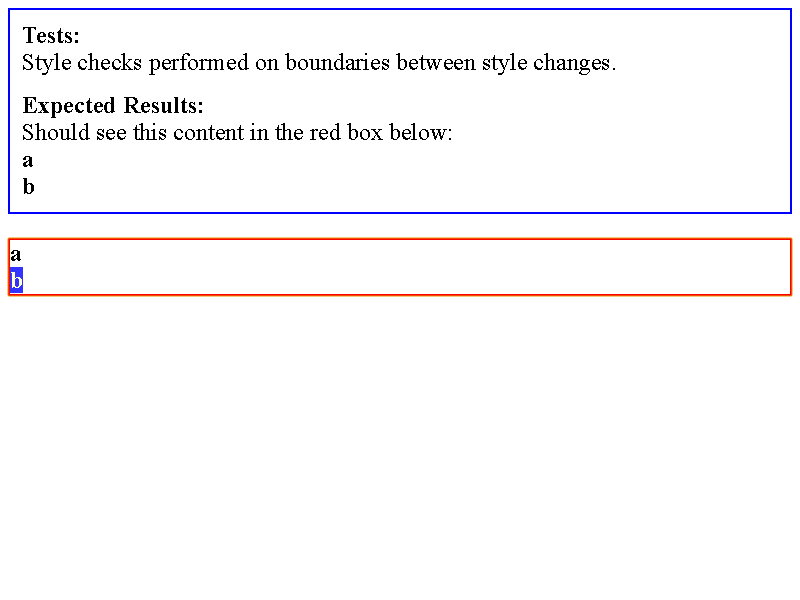 Tests:
Style checks performed on boundaries between style changes.
Expected Results:
Should see this content in the red box below:
a
b
a
b